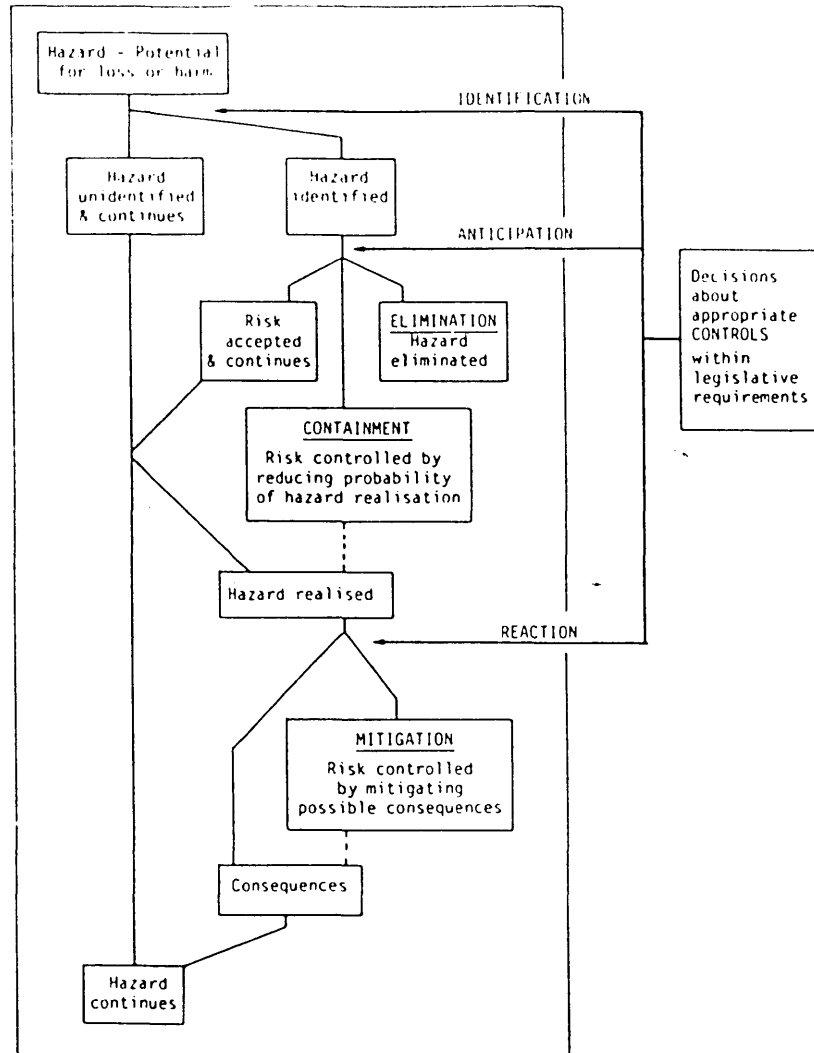 Hazard - Potential
for loss or harm
IDENTIFICATION
Hazard
unidentified
& continues
Hazard
identified
ANTICIPATION
Decisions
about
appropriate
CONTROLS
within
legislative
requirements
Risk
accepted
& continues
ELIMINATION
Hazard
eliminated
CONTAINMENT
Risk controlled by
reducing probability
of hazard realisation
Hazard realised
REACTION
MITIGATION
Risk controlled
by mitigating
possible consequences
Consequences
Hazard
continues